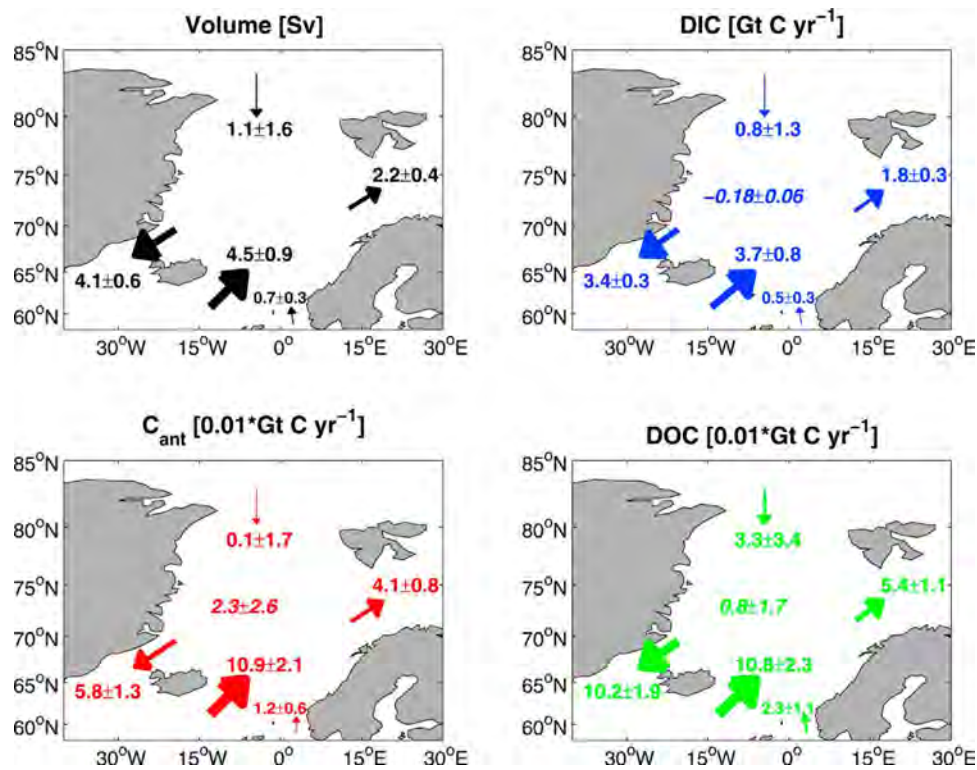 Volume [Sv]
85°N
80°N
75°N
70°N
65°N
60°N
1.1±1.6
2.2±0.4
4.5±0.9
4.1±0.6
0.7±0.3
30°W 15°W 0° 15°E 30°E
DIC [Gt C yr⁻¹]
85°N
80°N
75°N
70°N
65°N
60°N
0.8±1.3
1.8±0.3
−0.18±0.06
3.7±0.8
3.4±0.3
0.5±0.3
30°W 15°W 0° 15°E 30°E
C_ant [0.01*Gt C yr⁻¹]
85°N
80°N
75°N
70°N
65°N
60°N
0.1±1.7
4.1±0.8
2.3±2.6
10.9±2.1
5.8±1.3
1.2±0.6
30°W 15°W 0° 15°E 30°E
DOC [0.01*Gt C yr⁻¹]
85°N
80°N
75°N
70°N
65°N
60°N
3.3±3.4
5.4±1.1
0.8±1.7
10.8±2.3
10.2±1.9
2.3±1.1
30°W 15°W 0° 15°E 30°E